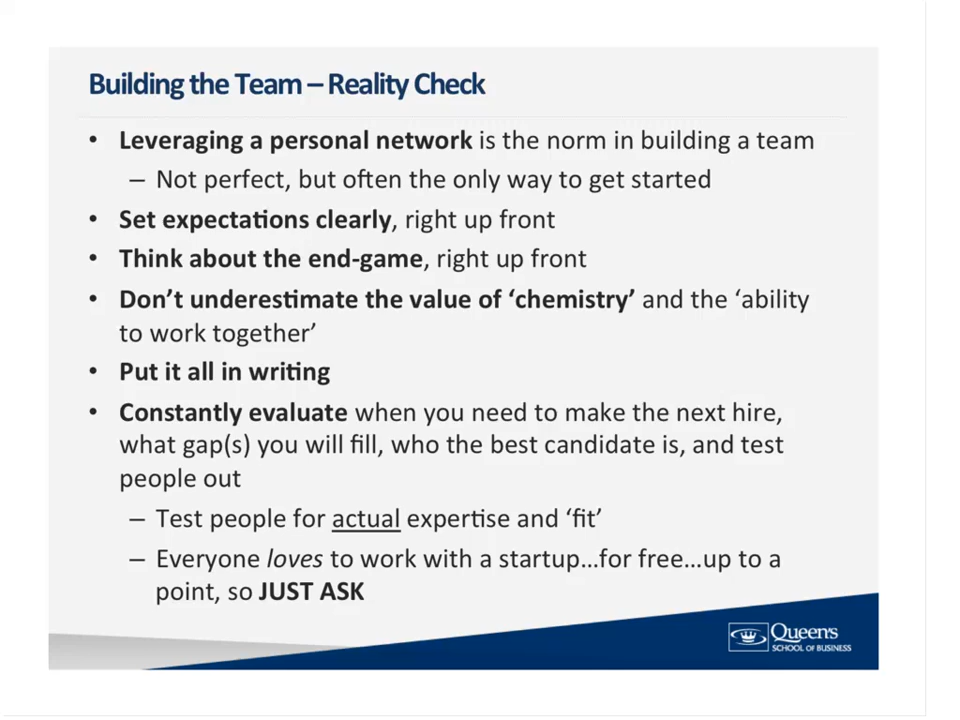 Building the Team – Reality Check
• Leveraging a personal network is the norm in building a team
– Not perfect, but often the only way to get started
• Set expectations clearly, right up front
• Think about the end-game, right up front
• Don’t underestimate the value of ‘chemistry’ and the ‘ability
to work together’
• Put it all in writing
• Constantly evaluate when you need to make the next hire,
what gap(s) you will fill, who the best candidate is, and test
people out
– Test people for actual expertise and ‘fit’
– Everyone loves to work with a startup...for free...up to a
point, so JUST ASK
Queen's
SCHOOL OF BUSINESS